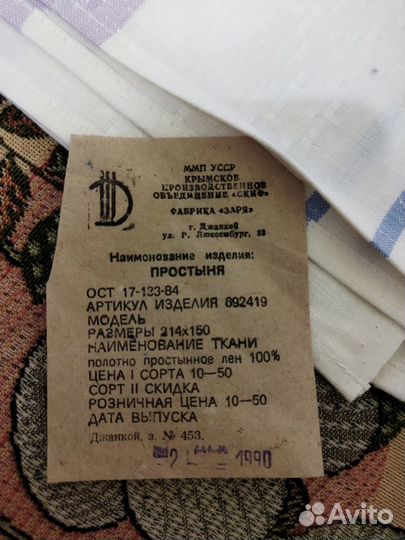 ММП УССР
КРЫМСКОЕ
ПРОИЗВОДСТВЕННОЕ
ОБЪЕДИНЕНИЕ «СКИФ»
ФАБРИКА «ЗАРЯ»
г. Джанкой
ул. Р. Люксембург, 38
Наименование изделия:
ПРОСТЫНЯ
ОСТ 17-133-84
АРТИКУЛ ИЗДЕЛИЯ 892419
МОДЕЛЬ
РАЗМЕРЫ 214х150
НАИМЕНОВАНИЕ ТКАНИ
полотно простынное лен 100%
ЦЕНА I СОРТА 10—50
СОРТ II СКИДКА
РОЗНИЧНАЯ ЦЕНА 10—50
ДАТА ВЫПУСКА
Джанкой, з. № 453.
1990
Avito